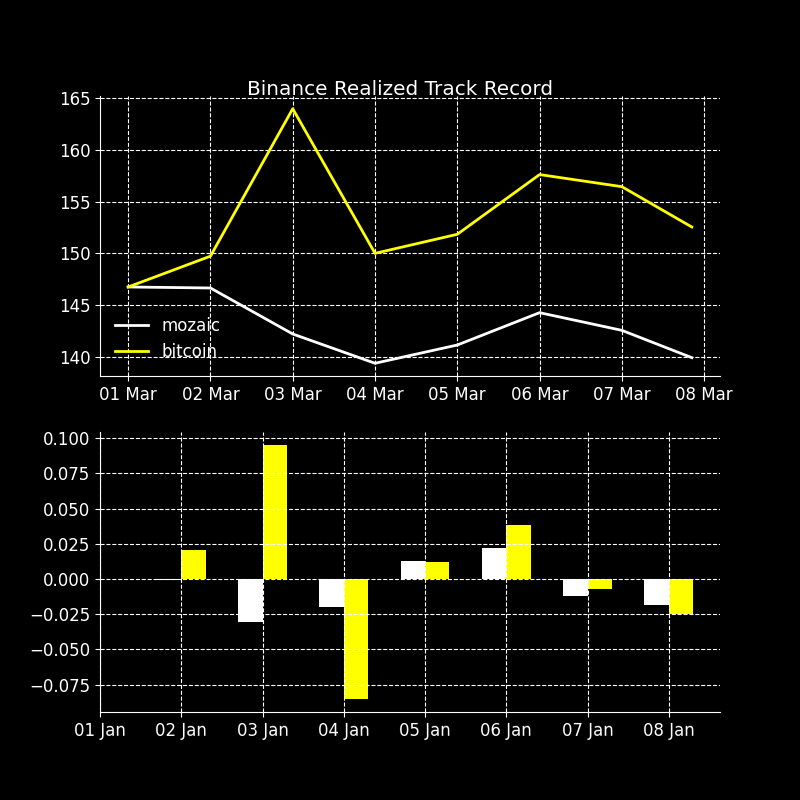 Binance Realized Track Record
165
160
155
150
145
140
mozaic
bitcoin
01 Mar 02 Mar 03 Mar 04 Mar 05 Mar 06 Mar 07 Mar 08 Mar
0.100
0.075
0.050
0.025
0.000
−0.025
−0.050
−0.075
01 Jan 02 Jan 03 Jan 04 Jan 05 Jan 06 Jan 07 Jan 08 Jan